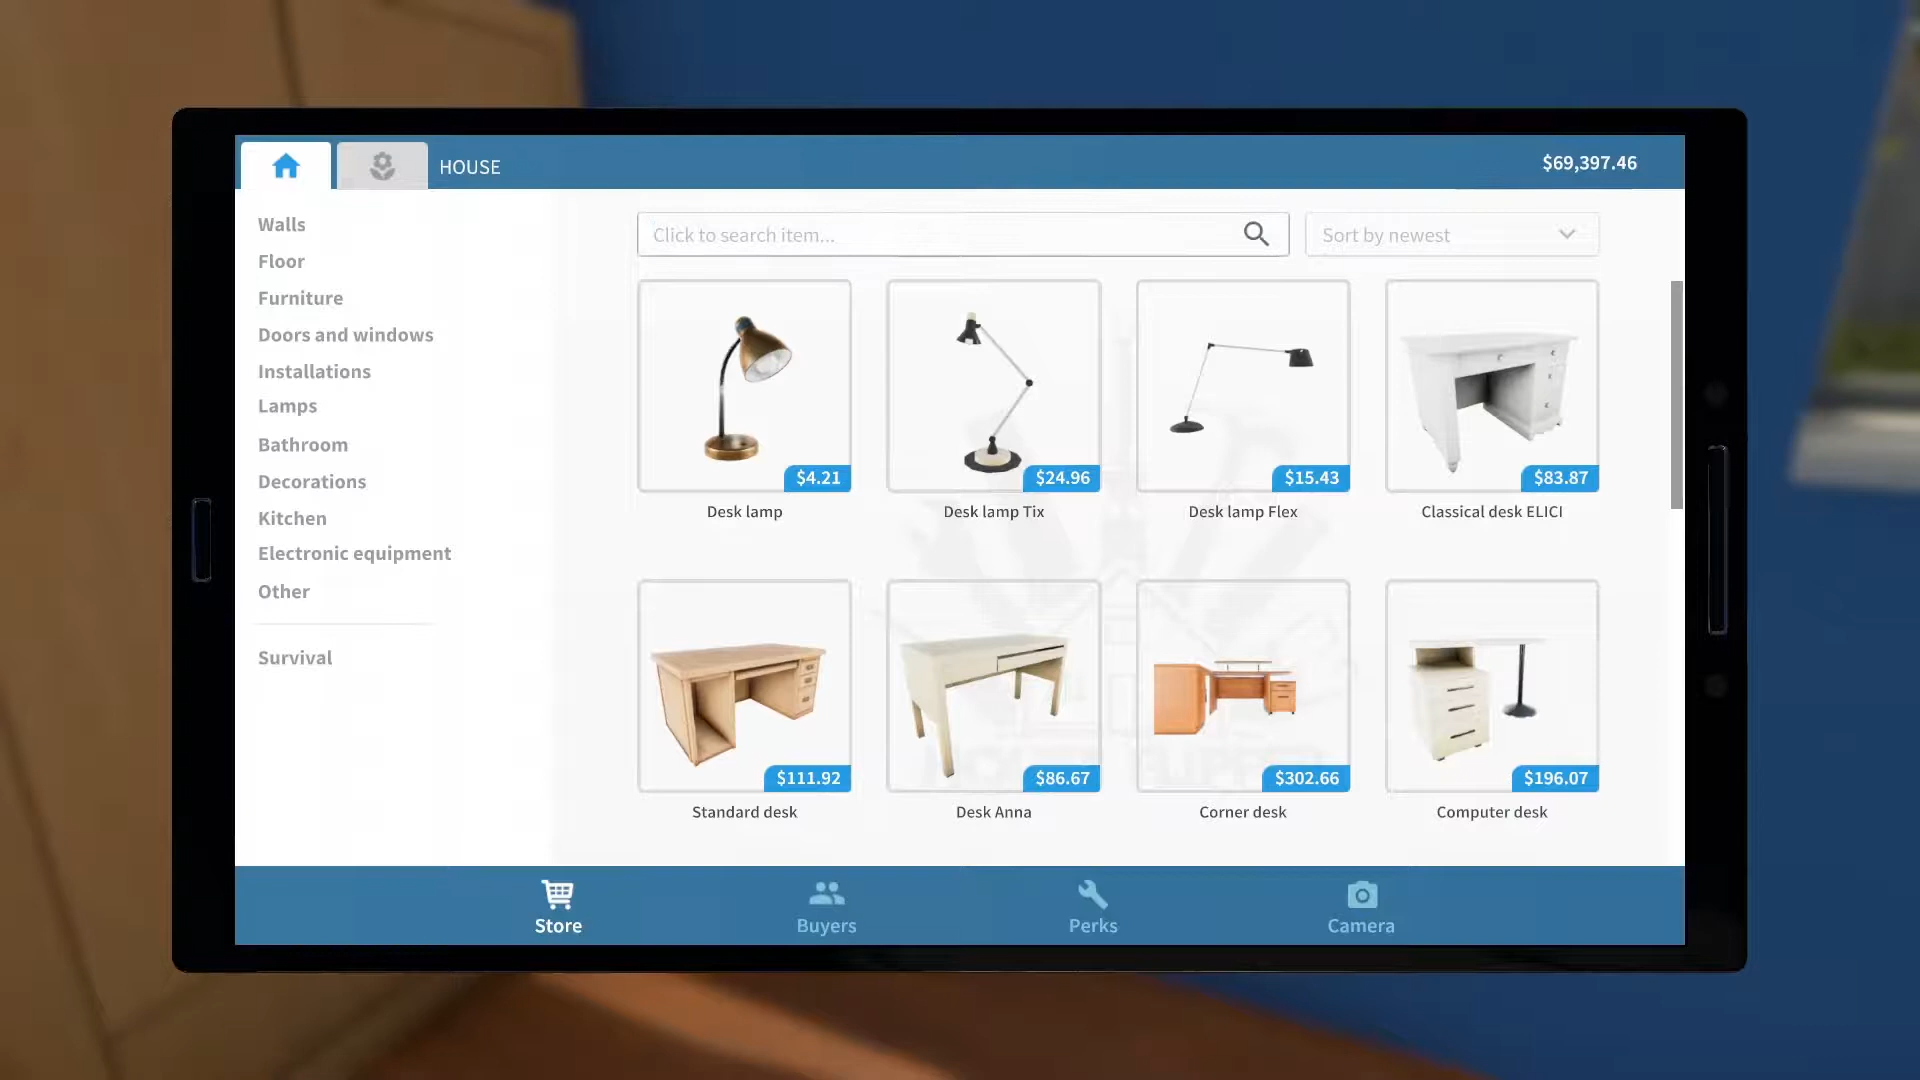 HOUSE
$69,397.46
Walls
Floor
Furniture
Doors and windows
Installations
Lamps
Bathroom
Decorations
Kitchen
Electronic equipment
Other
Survival
Click to search item...
Sort by newest
$4.21
$24.96
$15.43
$83.87
Desk lamp
Desk lamp Tix
Desk lamp Flex
Classical desk ELICI
$111.92
$86.67
$302.66
$196.07
Standard desk
Desk Anna
Corner desk
Computer desk
Store
Buyers
Perks
Camera